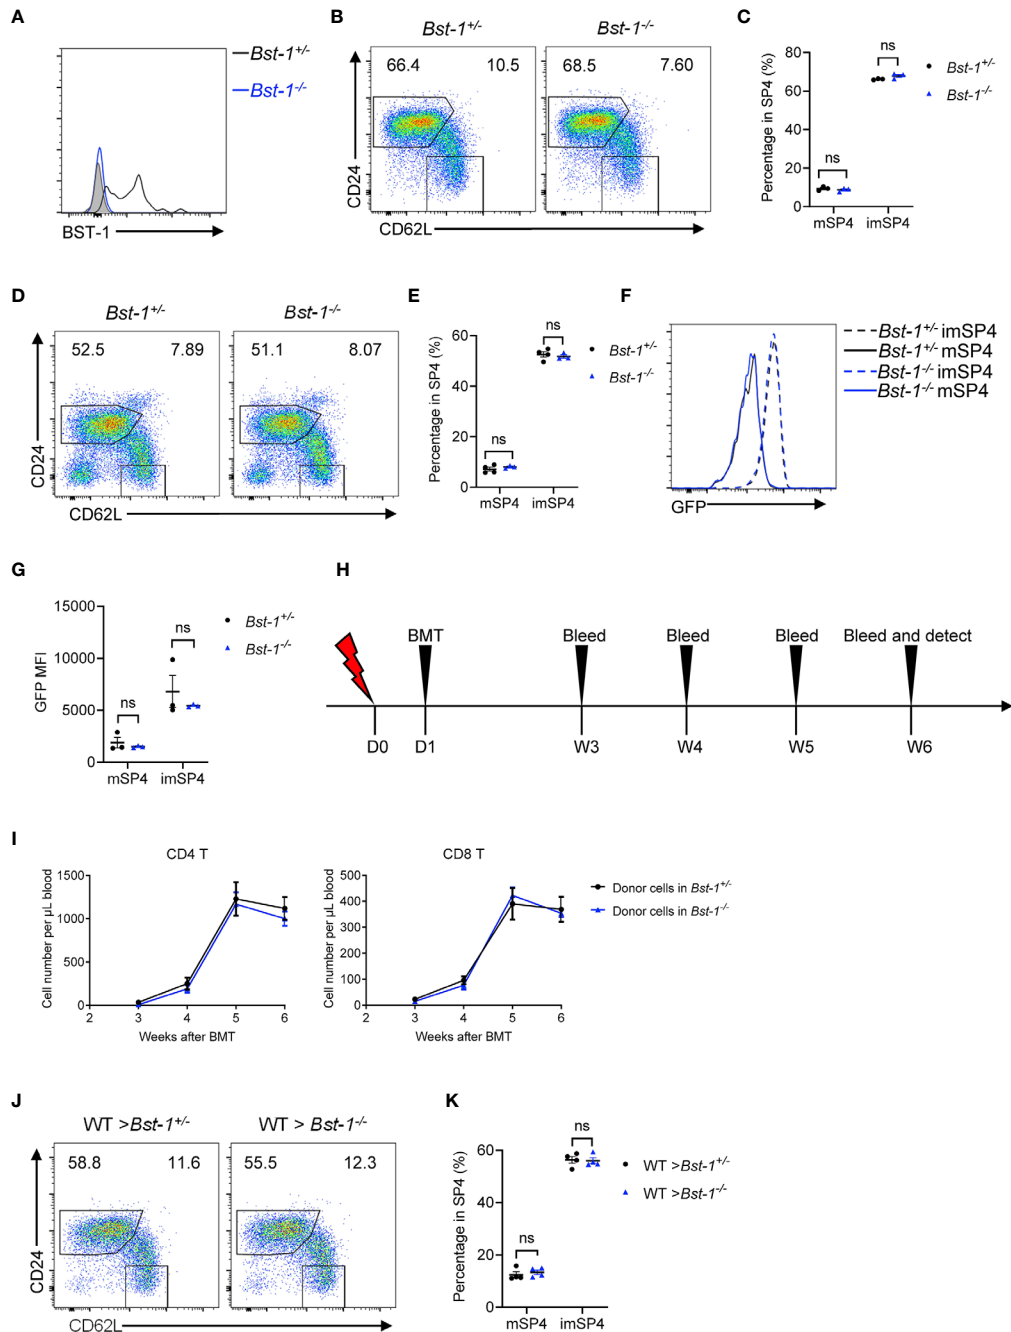 A
Bst-1+/-
Bst-1-/-
BST-1
B
Bst-1+/-
Bst-1-/-
66.4
10.5
68.5
7.60
CD24
CD62L
C
80
60
40
20
0
Percentage in SP4 (%)
ns
ns
mSP4
imSP4
Bst-1+/-
Bst-1-/-
D
Bst-1+/-
Bst-1-/-
52.5
7.89
51.1
8.07
CD24
CD62L
E
60
40
20
0
Percentage in SP4 (%)
ns
ns
mSP4
imSP4
Bst-1+/-
Bst-1-/-
F
Bst-1+/- imSP4
Bst-1+/- mSP4
Bst-1-/- imSP4
Bst-1-/- mSP4
GFP
G
15000
10000
5000
0
GFP MFI
ns
ns
mSP4
imSP4
Bst-1+/-
Bst-1-/-
H
BMT
Bleed
Bleed
Bleed
Bleed and detect
D0
D1
W3
W4
W5
W6
I
CD4 T
1500
1000
500
0
Cell number per μL blood
2
3
4
5
6
Weeks after BMT
CD8 T
500
400
300
200
100
0
Cell number per μL blood
2
3
4
5
6
Weeks after BMT
Donor cells in Bst-1+/-
Donor cells in Bst-1-/-
J
WT >Bst-1+/-
WT > Bst-1-/-
58.8
11.6
55.5
12.3
CD24
CD62L
K
60
40
20
0
Percentage in SP4 (%)
ns
ns
mSP4
imSP4
WT >Bst-1+/-
WT >Bst-1-/-